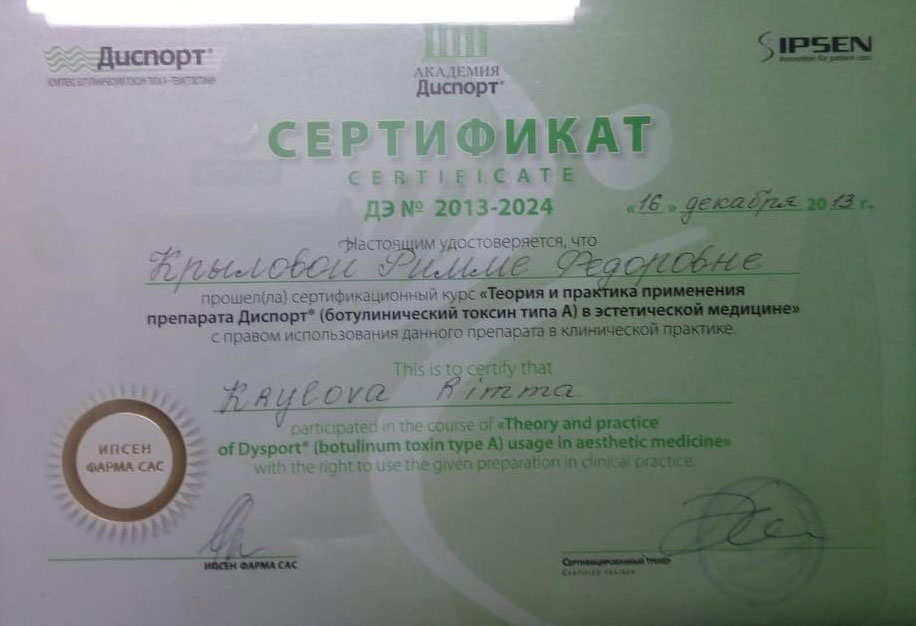 Диспорт®
АКАДЕМИЯ
Диспорт®
IPSEN
Innovation for patient care
СЕРТИФИКАТ
CERTIFICATE
ДЭ № 2013-2024
«16» декабря 2013 г.
Настоящим удостоверяется, что
Крыловой Римме Федоровне
прошел(ла) сертификационный курс «Теория и практика применения
препарата Диспорт® (ботулинический токсин типа А) в эстетической медицине»
с правом использования данного препарата в клинической практике.
This is to certify that
Krylova Rimma
participated in the course of «Theory and practice
of Dysport® (botulinum toxin type A) usage in aesthetic medicine»
with the right to use the given preparation in clinical practice.
ИПСЕН
ФАРМА САС
ИПСЕН ФАРМА САС
Сертифицированный тренер
Certified trainer